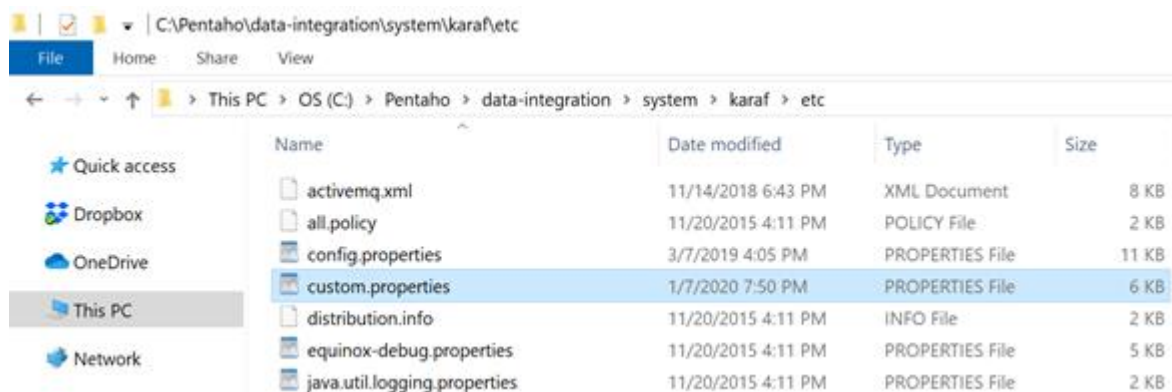 C:\Pentaho\data-integration\system\karaf\etc
File Home Share View
This PC > OS (C:) > Pentaho > data-integration > system > karaf > etc
Name Date modified Type Size
Quick access
activemq.xml 11/14/2018 6:43 PM XML Document 8 KB
Dropbox
all.policy 11/20/2015 4:11 PM POLICY File 2 KB
OneDrive
config.properties 3/7/2019 4:05 PM PROPERTIES File 11 KB
custom.properties 1/7/2020 7:50 PM PROPERTIES File 6 KB
This PC
distribution.info 11/20/2015 4:11 PM INFO File 2 KB
Network
equinox-debug.properties 11/20/2015 4:11 PM PROPERTIES File 5 KB
java.util.logging.properties 11/20/2015 4:11 PM PROPERTIES File 2 KB